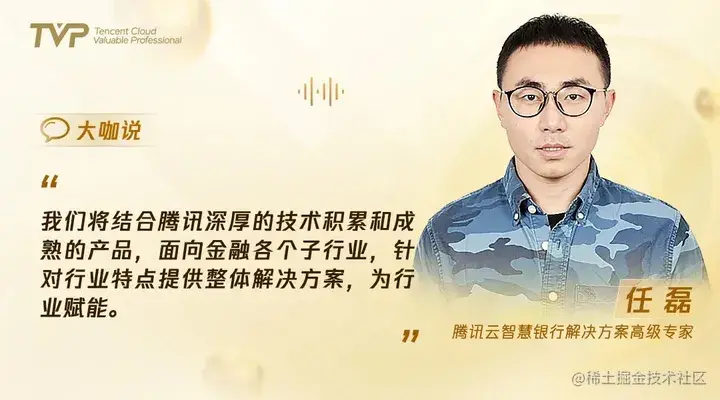 TVP Tencent Cloud
Valuable Professional
大咖说
“
我们将结合腾讯深厚的技术积累和成
熟的产品，面向金融各个子行业，针
对行业特点提供整体解决方案，为行
业赋能。
”
任磊
腾讯云智慧银行解决方案高级专家
@稀土掘金技术社区